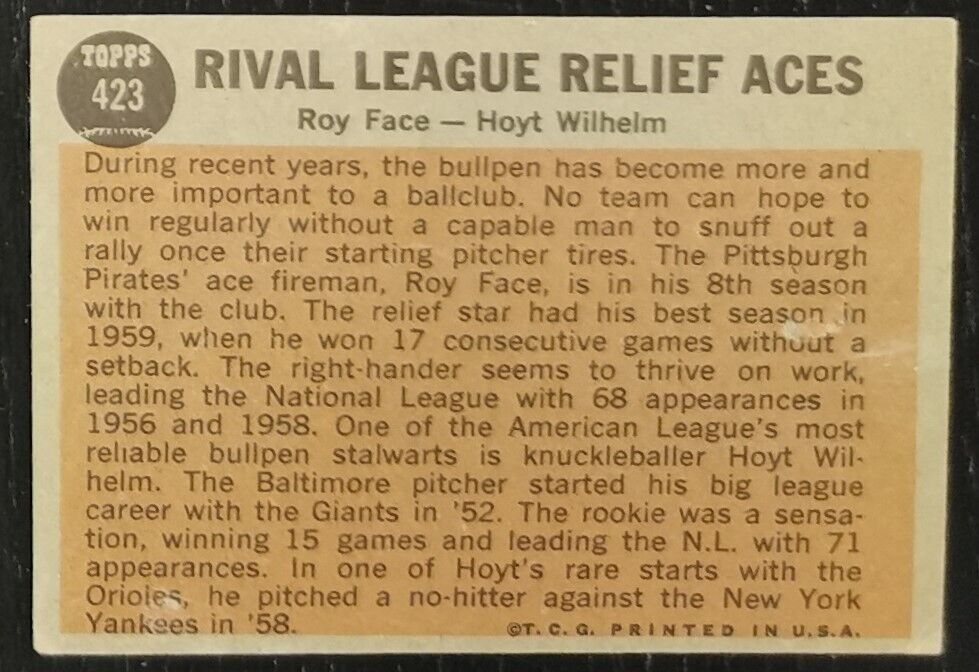 TOPPS
423
RIVAL LEAGUE RELIEF ACES
Roy Face — Hoyt Wilhelm
During recent years, the bullpen has become more and
more important to a ballclub. No team can hope to
win regularly without a capable man to snuff out a
rally once their starting pitcher tires. The Pittsburgh
Pirates' ace fireman, Roy Face, is in his 8th season
with the club. The relief star had his best season in
1959, when he won 17 consecutive games without a
setback. The right-hander seems to thrive on work,
leading the National League with 68 appearances in
1956 and 1958. One of the American League's most
reliable bullpen stalwarts is knuckleballer Hoyt Wil-
helm. The Baltimore pitcher started his big league
career with the Giants in '52. The rookie was a sensa-
tion, winning 15 games and leading the N.L. with 71
appearances. In one of Hoyt's rare starts with the
Orioles, he pitched a no-hitter against the New York
Yankees in '58.
©T. C. G. PRINTED IN U.S.A.